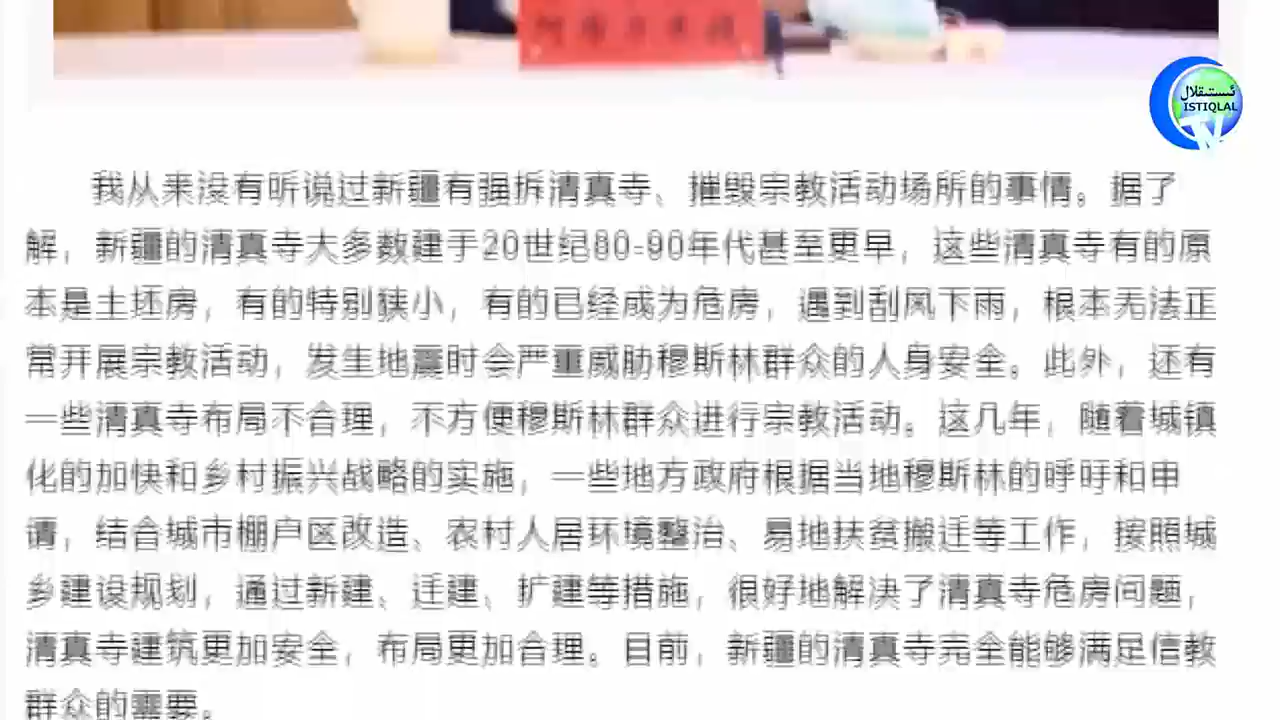 ئىستىقلال
ISTIQLAL
TV
我从来没有听说过新疆有强拆清真寺、摧毁宗教活动场所的事情。据了
解，新疆的清真寺大多数建于20世纪80-90年代甚至更早，这些清真寺有的原
本是土坯房，有的特别狭小，有的已经成为危房，遇到刮风下雨，根本无法正
常开展宗教活动，发生地震时会严重威胁穆斯林群众的人身安全。此外，还有
一些清真寺布局不合理，不方便穆斯林群众进行宗教活动。这几年，随着城镇
化的加快和乡村振兴战略的实施，一些地方政府根据当地穆斯林的呼吁和申
请，结合城市棚户区改造、农村人居环境整治、易地扶贫搬迁等工作，按照城
乡建设规划，通过新建、迁建、扩建等措施，很好地解决了清真寺危房问题，
清真寺建筑更加安全，布局更加合理。目前，新疆的清真寺完全能够满足信教
群众的需要。